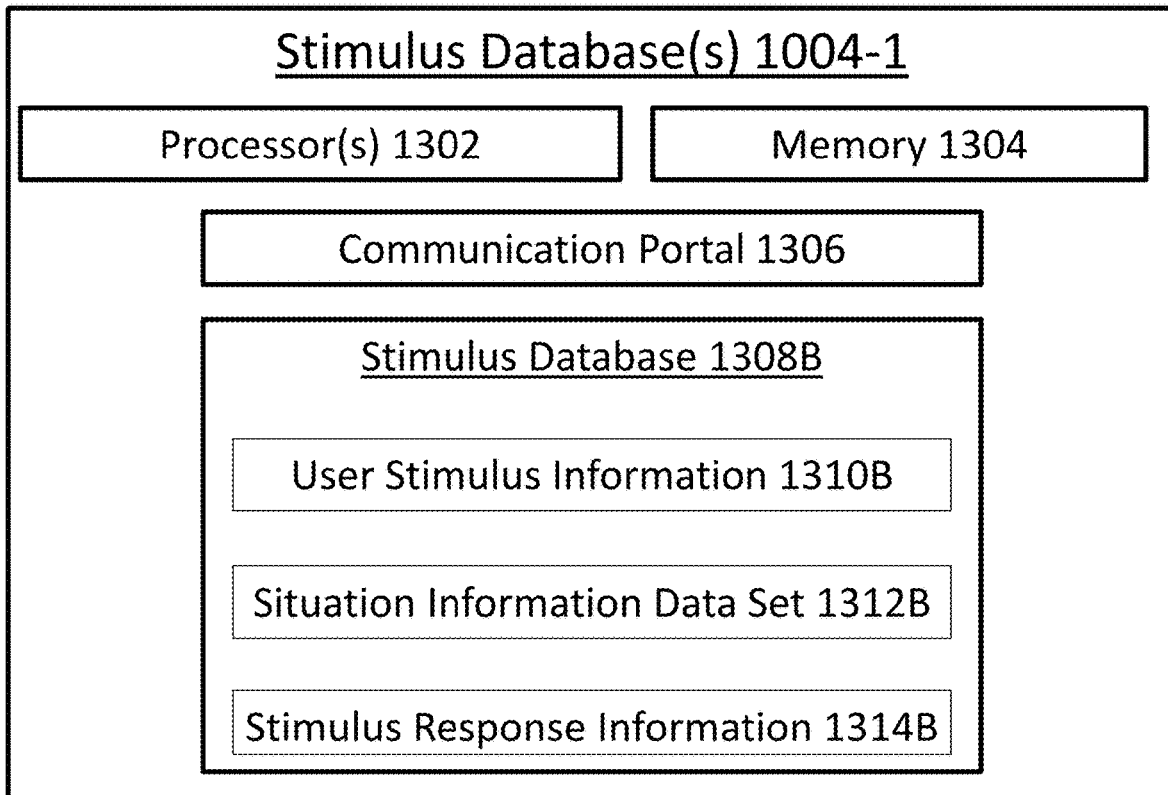 Stimulus Database(s) 1004-1
Processor(s) 1302
Memory 1304
Communication Portal 1306
Stimulus Database 1308B
User Stimulus Information 1310B
Situation Information Data Set 1312B
Stimulus Response Information 1314B